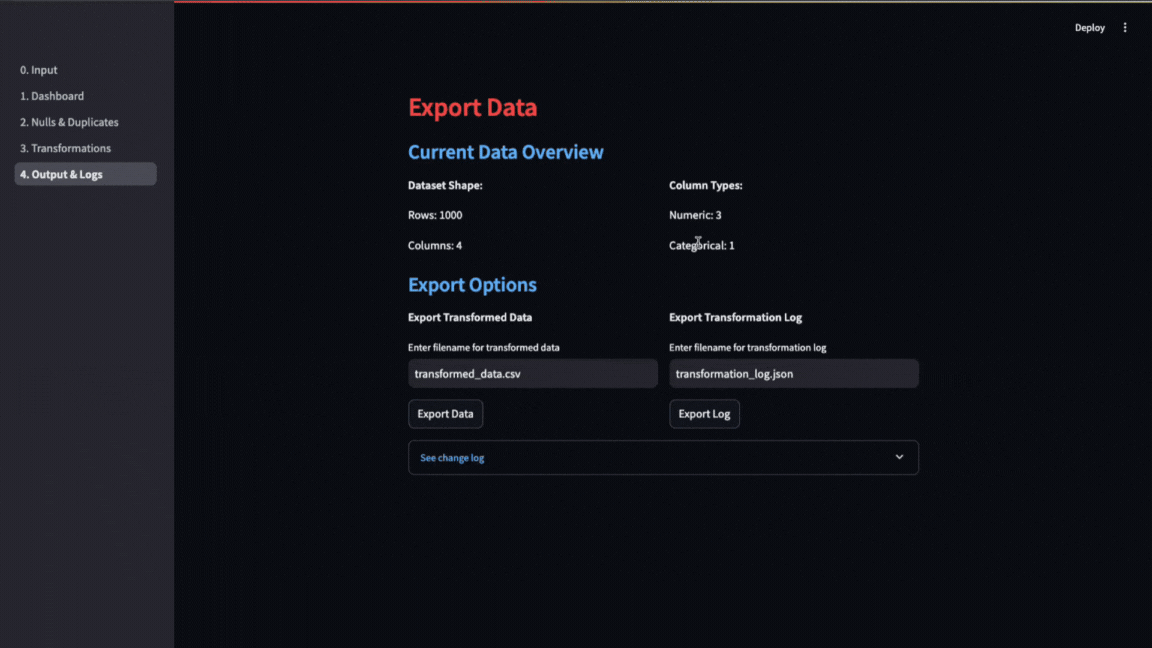 Deploy
0. Input
1. Dashboard
2. Nulls & Duplicates
3. Transformations
4. Output & Logs
Export Data
Current Data Overview
Dataset Shape:
Column Types:
Rows: 1000
Numeric: 3
Columns: 4
Categorical: 1
Export Options
Export Transformed Data
Export Transformation Log
Enter filename for transformed data
Enter filename for transformation log
transformed_data.csv
transformation_log.json
Export Data
Export Log
See change log